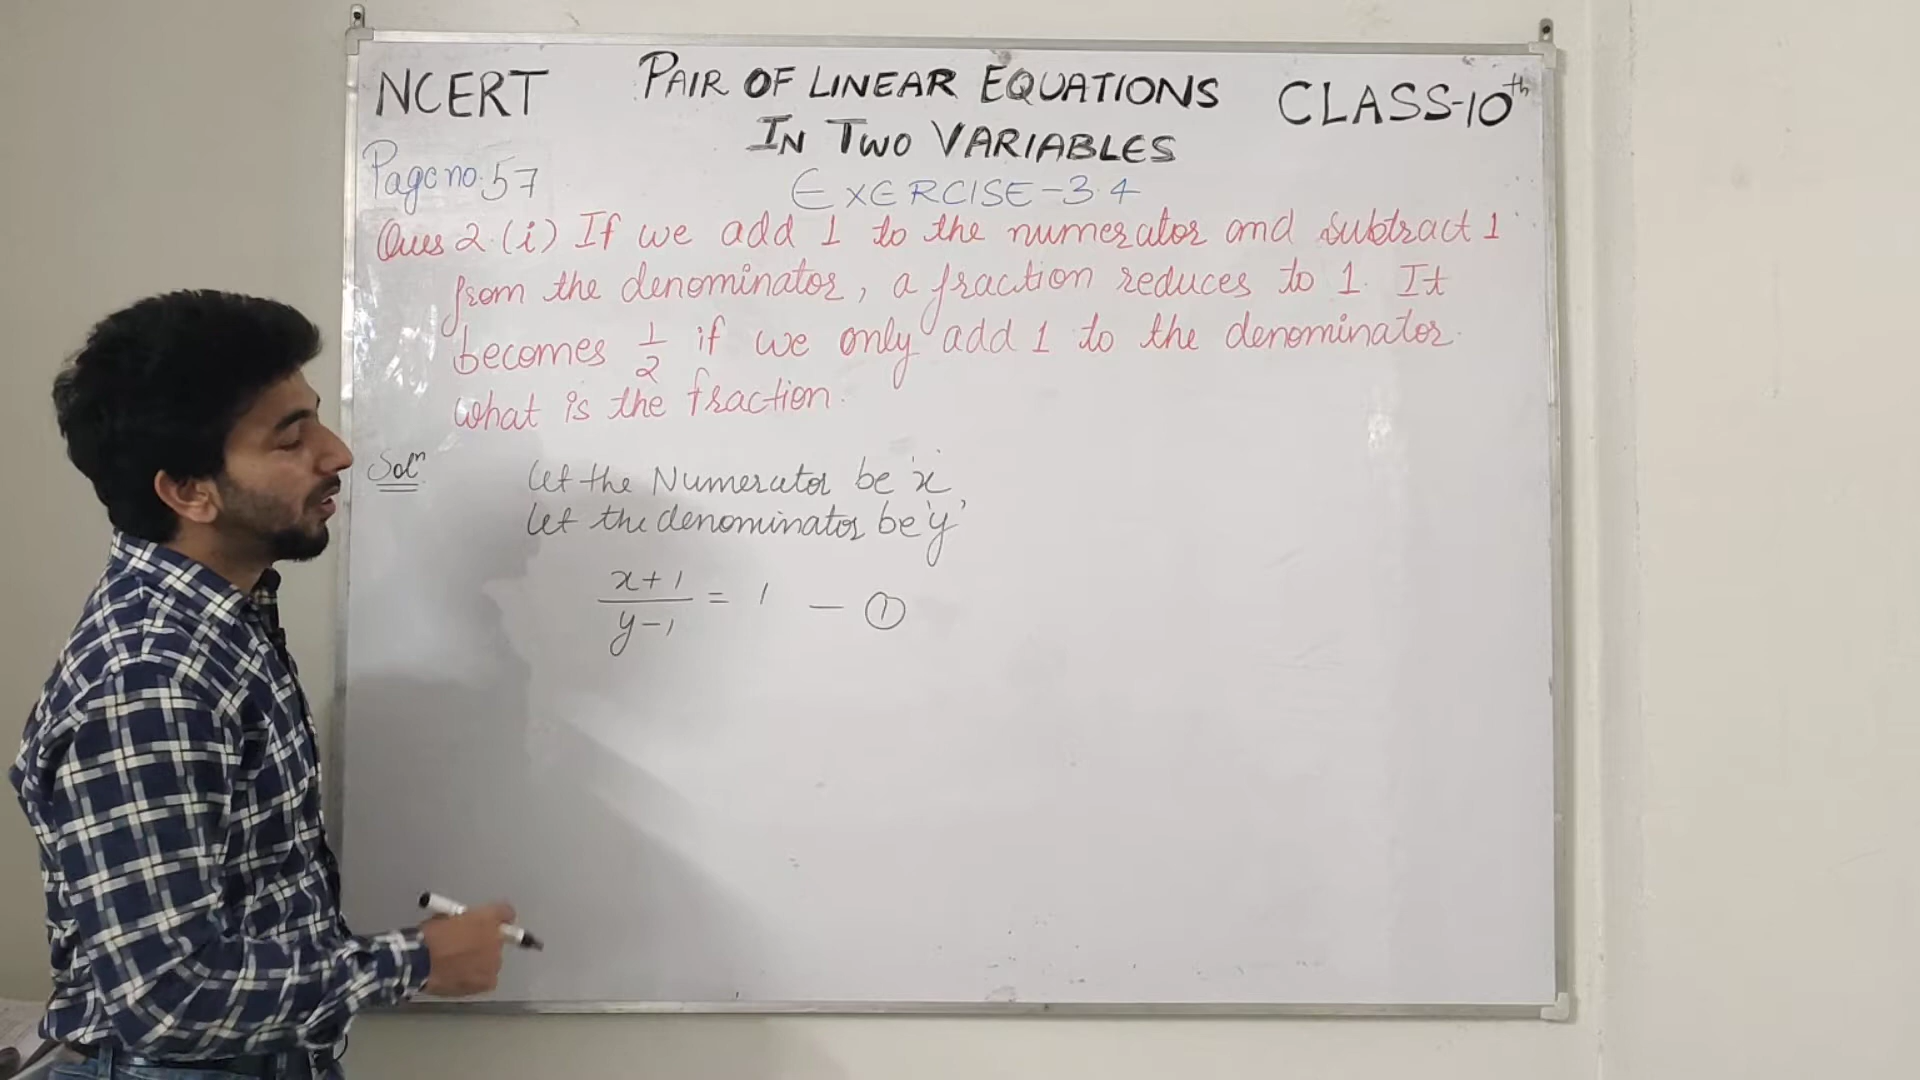 NCERT PAIR OF LINEAR EQUATIONS CLASS-10th
IN TWO VARIABLES
Page no. 57 EXERCISE-3.4
Ques 2.(i) If we add 1 to the numerator and subtract 1
from the denominator, a fraction reduces to 1. It
becomes 1/2 if we only add 1 to the denominator.
what is the fraction.
Solⁿ Let the Numerator be 'x'
Let the denominator be 'y'
x+1
/ y-1 = 1 — ①